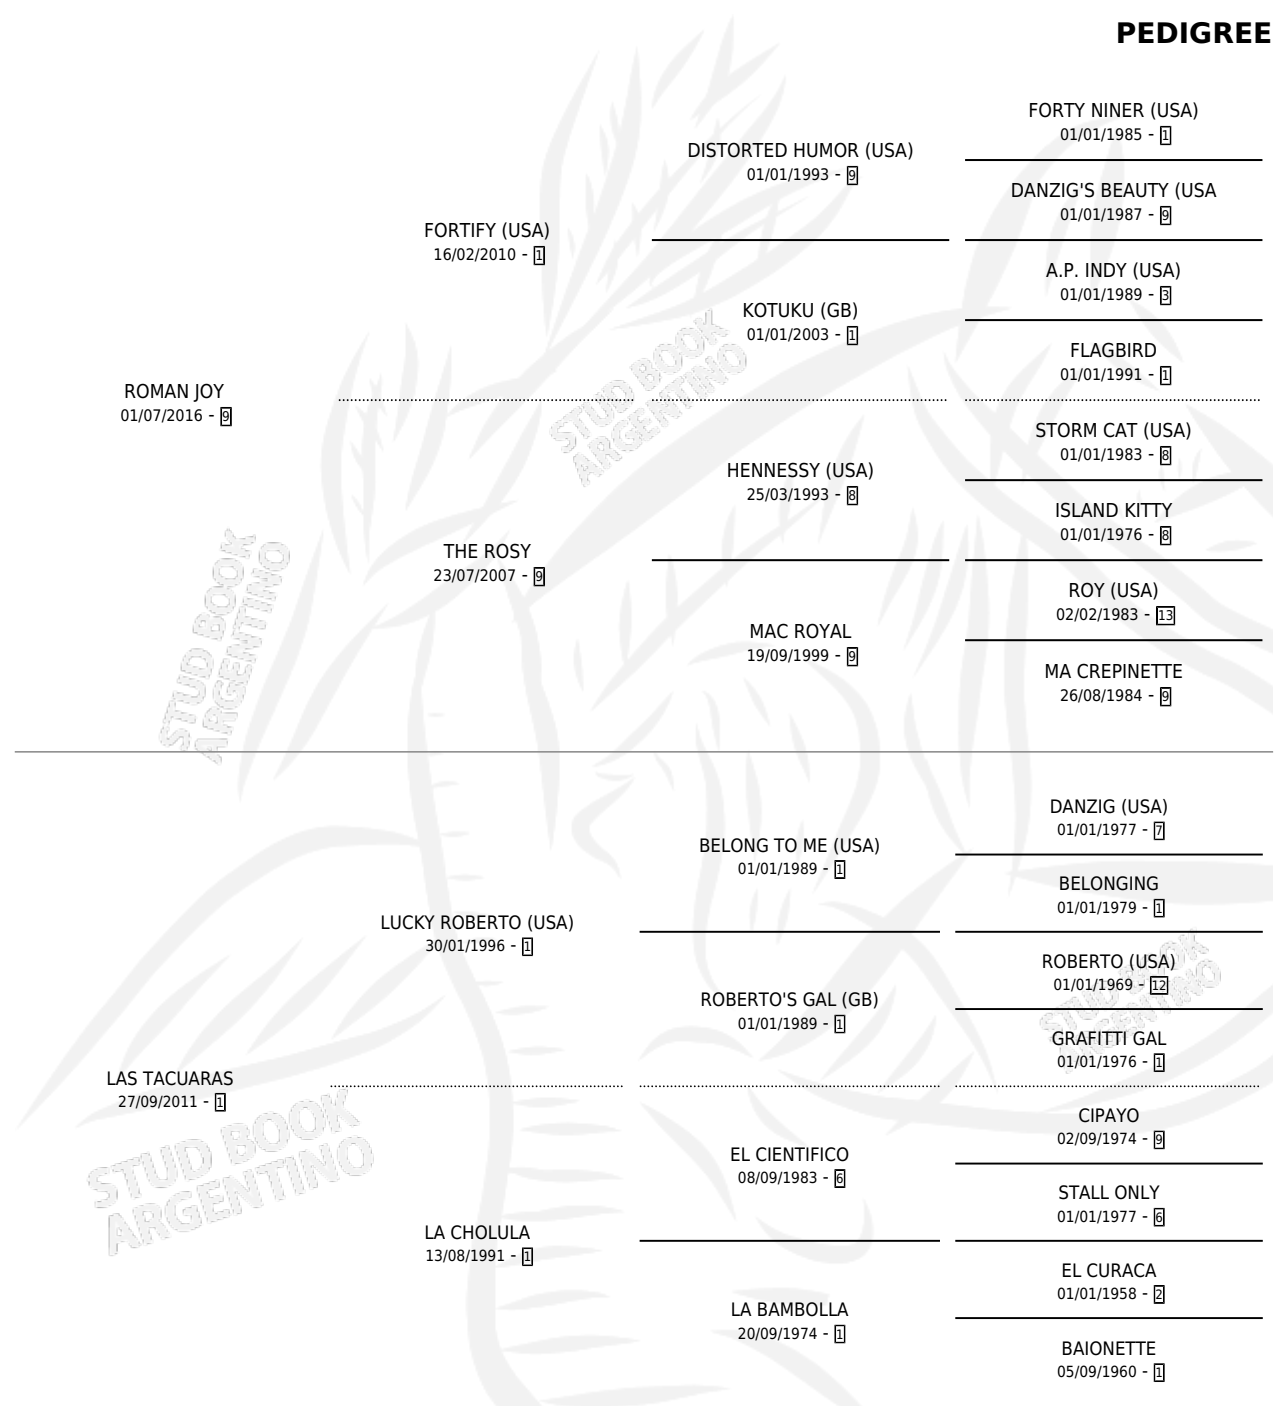 PEDIGREE
FORTY NINER (USA)
01/01/1985 - 1
DISTORTED HUMOR (USA)
01/01/1993 - 9
DANZIG'S BEAUTY (USA
01/01/1987 - 9
FORTIFY (USA)
16/02/2010 - 1
A.P. INDY (USA)
01/01/1989 - 3
KOTUKU (GB)
01/01/2003 - 1
FLAGBIRD
01/01/1991 - 1
ROMAN JOY
01/07/2016 - 9
STORM CAT (USA)
01/01/1983 - 8
HENNESSY (USA)
25/03/1993 - 8
ISLAND KITTY
01/01/1976 - 8
THE ROSY
23/07/2007 - 9
ROY (USA)
02/02/1983 - 13
MAC ROYAL
19/09/1999 - 9
MA CREPINETTE
26/08/1984 - 9
DANZIG (USA)
01/01/1977 - 7
BELONG TO ME (USA)
01/01/1989 - 1
BELONGING
01/01/1979 - 1
LUCKY ROBERTO (USA)
30/01/1996 - 1
ROBERTO (USA)
01/01/1969 - 12
ROBERTO'S GAL (GB)
01/01/1989 - 1
GRAFITTI GAL
01/01/1976 - 1
LAS TACUARAS
27/09/2011 - 1
CIPAYO
02/09/1974 - 9
EL CIENTIFICO
08/09/1983 - 6
STALL ONLY
01/01/1977 - 6
LA CHOLULA
13/08/1991 - 1
EL CURACA
01/01/1958 - 2
LA BAMBOLLA
20/09/1974 - 1
BAIONETTE
05/09/1960 - 1
STUD BOOK
ARGENTINO
STUD BOOK
ARGENTINO
STUD BOOK
ARGENTINO
STUD BOOK
ARGENTINO